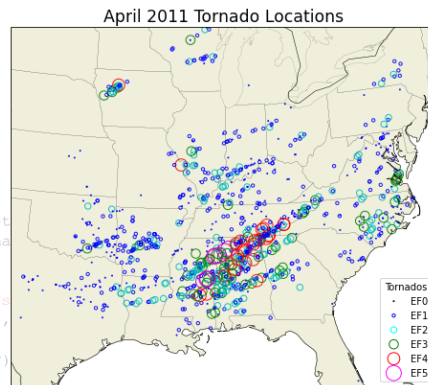 April 2011 Tornado Locations
Tornados
EF0
EF1
EF2
EF3
EF4
EF5